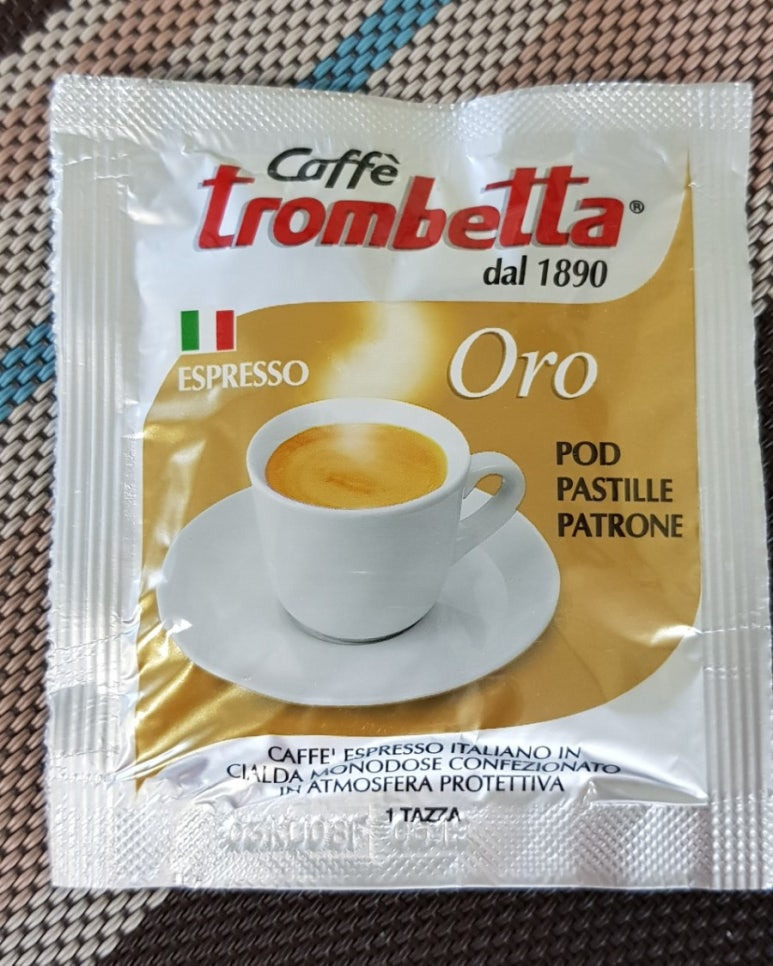 Caffè
trombetta®
dal 1890
ESPRESSO
Oro
POD
PASTILLE
PATRONE
CAFFE' ESPRESSO ITALIANO IN
CIALDA MONODOSE CONFEZIONATO
IN ATMOSFERA PROTETTIVA
1 TAZZA